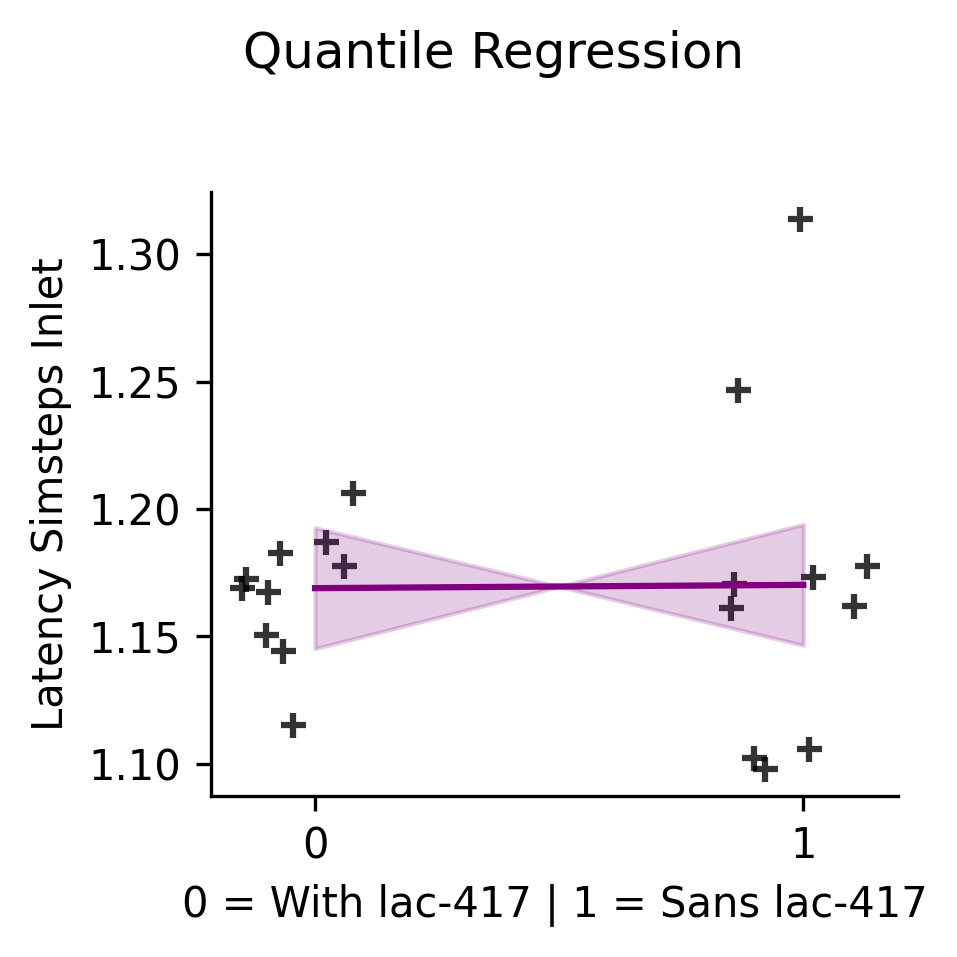 Quantile Regression
Latency Simsteps Inlet
1.30
1.25
1.20
1.15
1.10
0 1
0 = With lac-417 | 1 = Sans lac-417